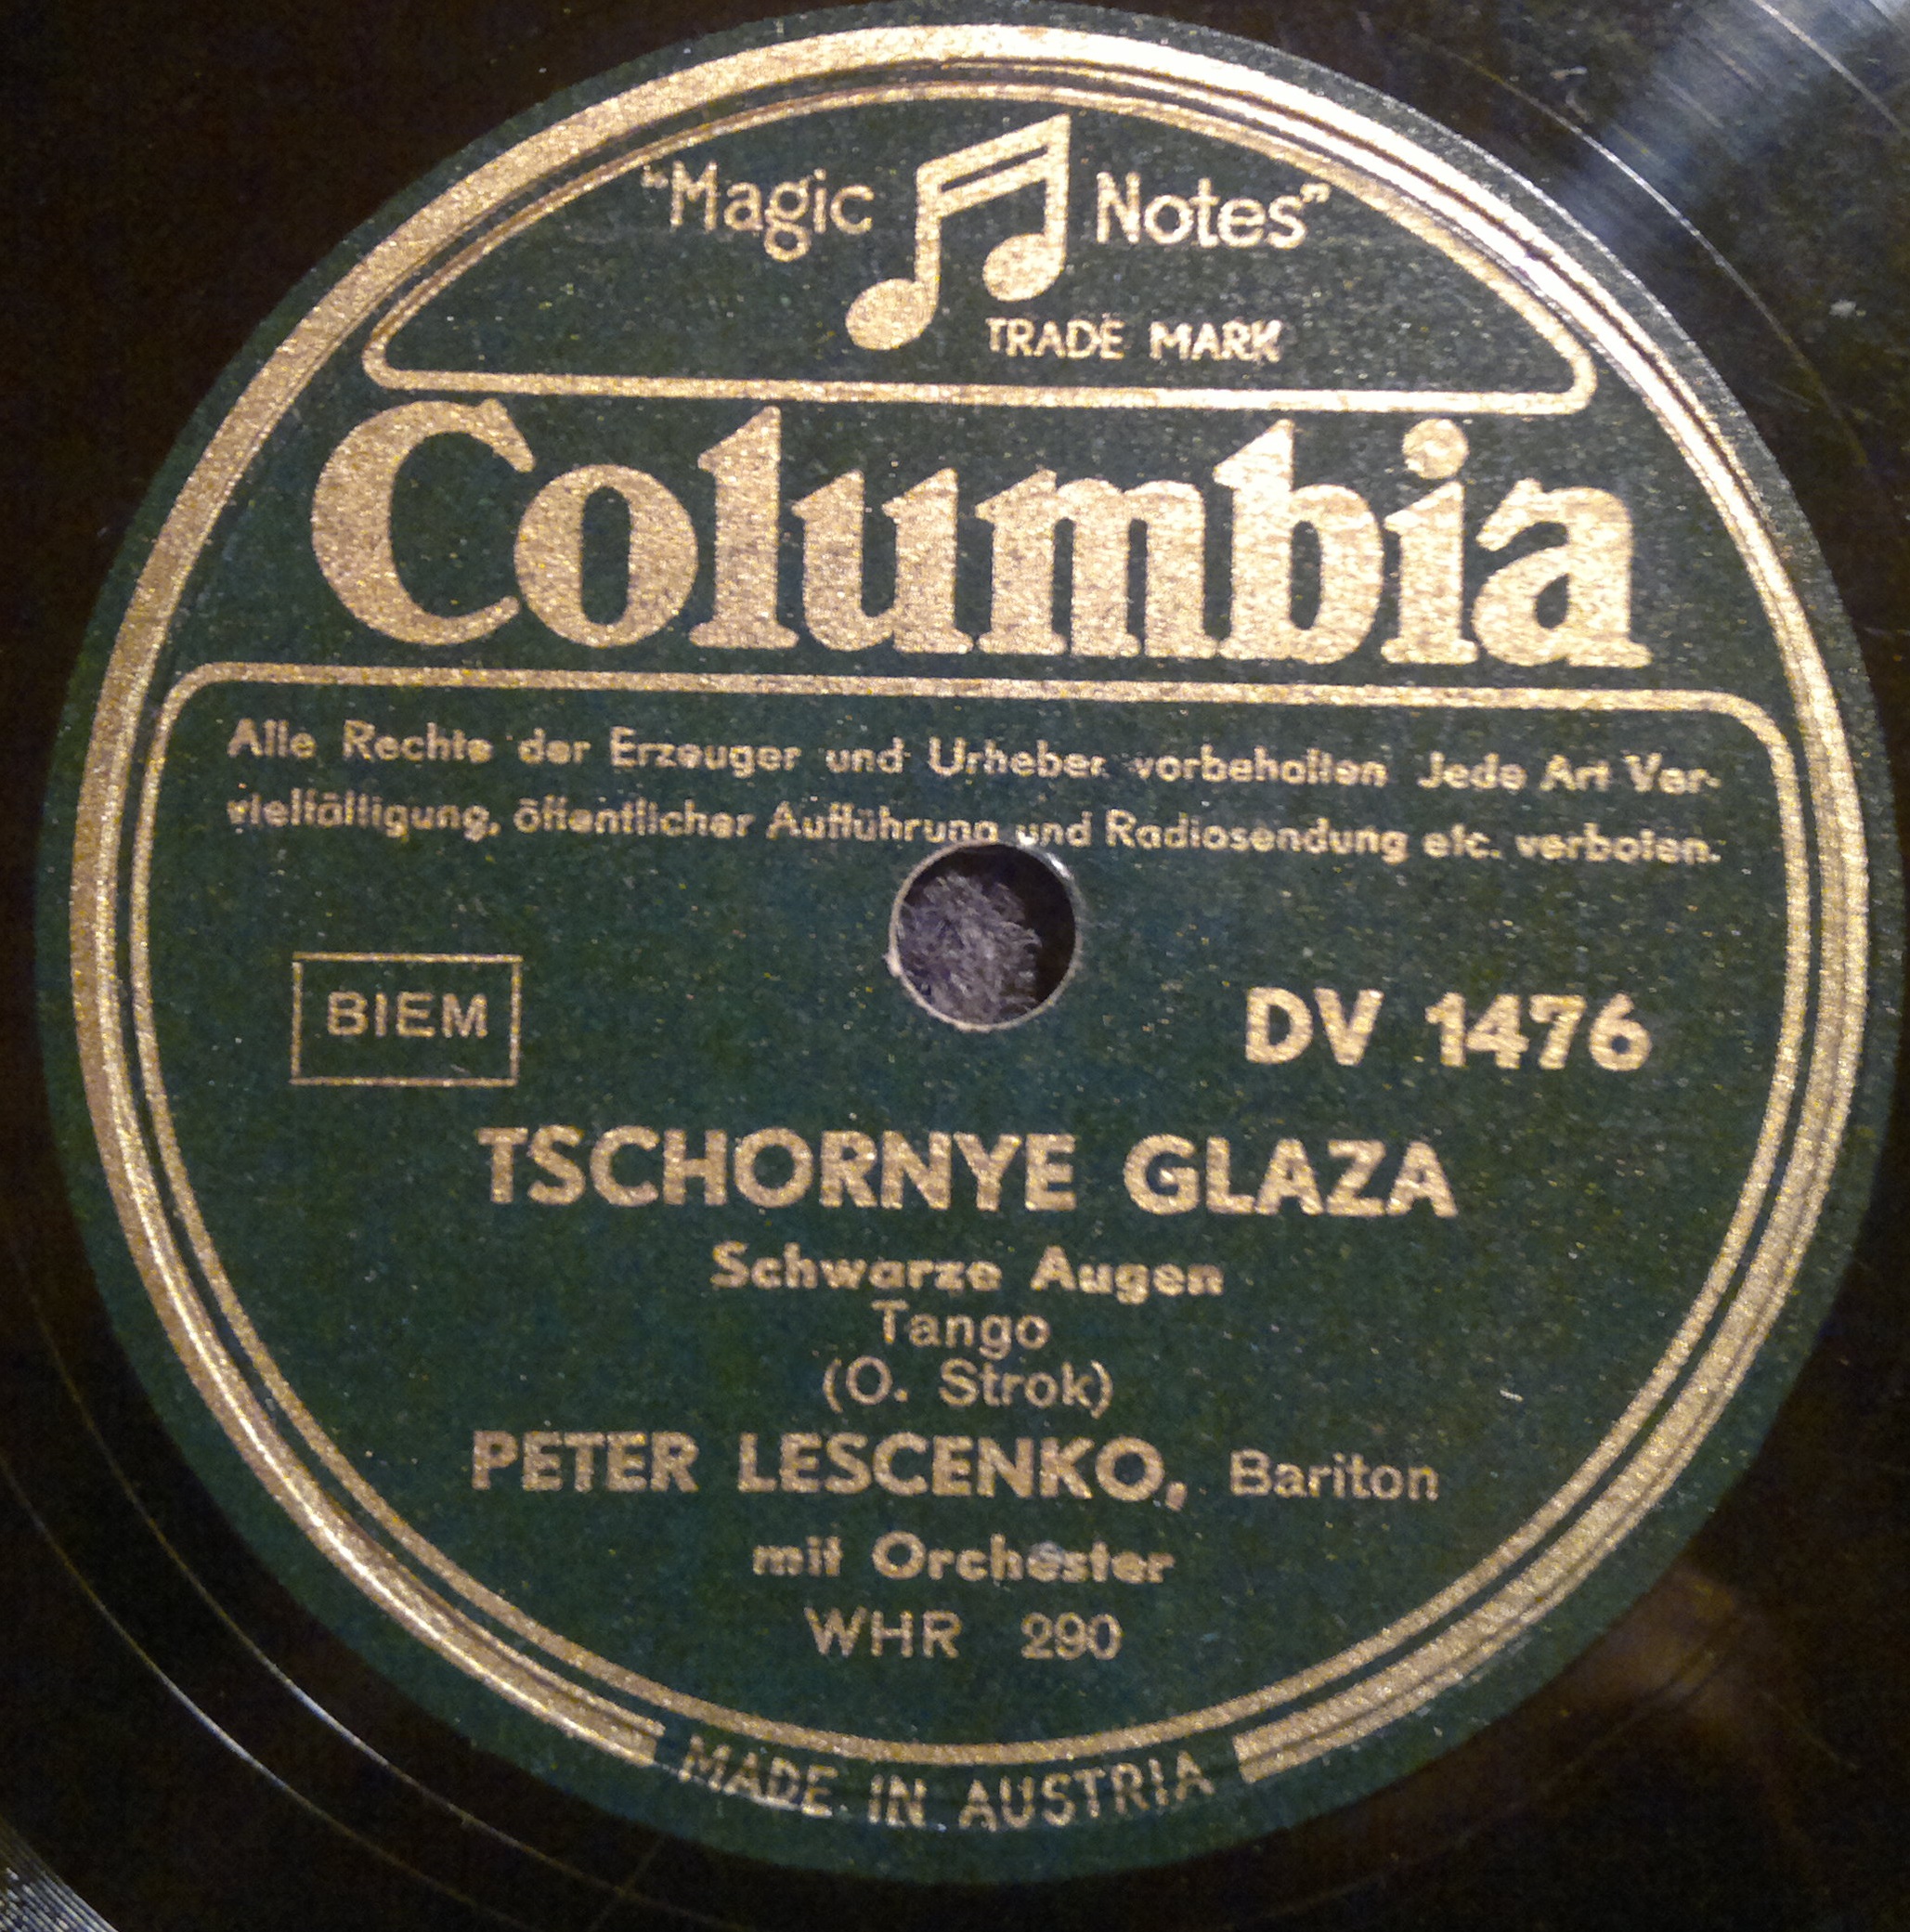 "Magic Notes"
TRADE MARK
Columbia
Alle Rechte der Erzeuger und Urheber vorbehalten Jede Art Ver-
vielfältigung, öffentlicher Aufführung und Radiosendung etc. verboten.
BIEM
DV 1476
TSCHORNYE GLAZA
Schwarze Augen
Tango
(O. Strok)
PETER LESCENKO, Bariton
mit Orchester
WHR 290
MADE IN AUSTRIA